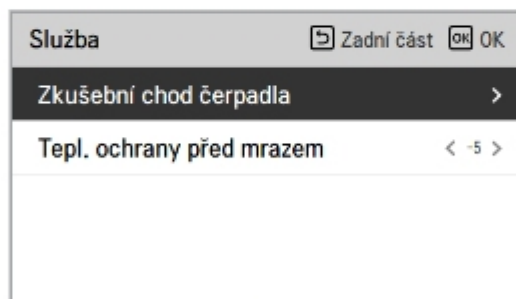 Služba Zadní část OK OK
Zkušební chod čerpadla >
Tepl. ochrany před mrazem < -5 >